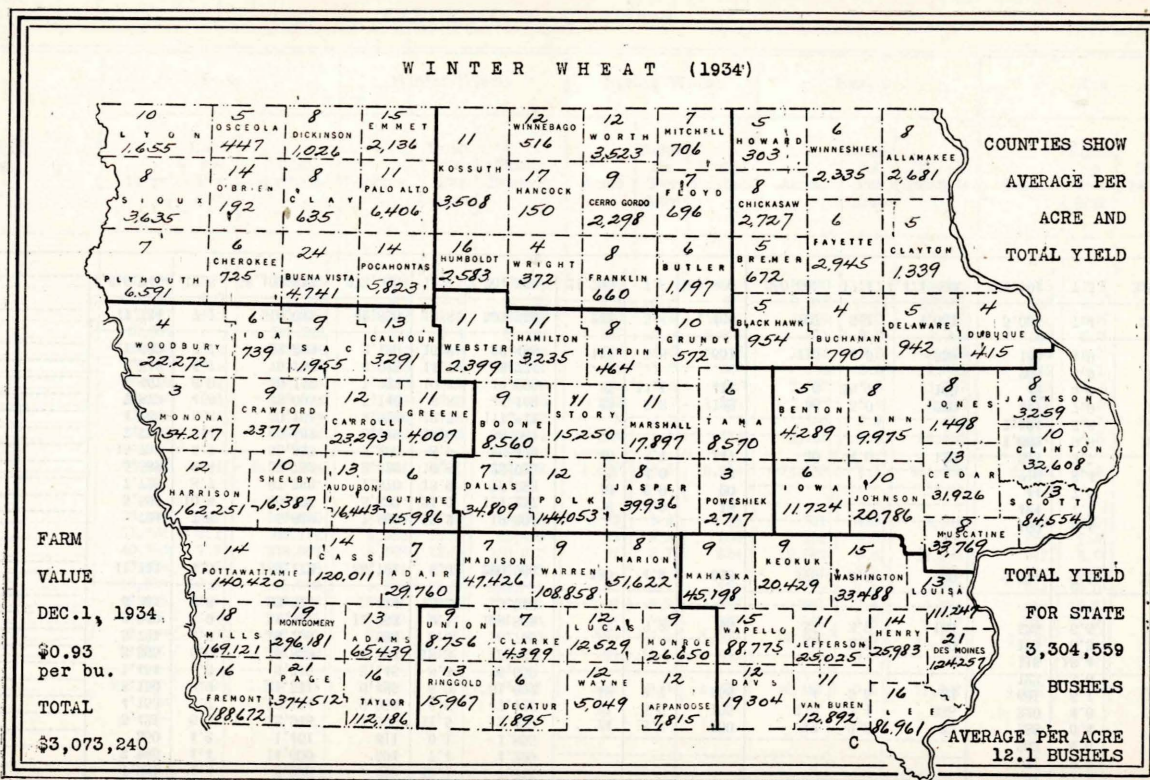 WINTER WHEAT (1934)
COUNTIES SHOW
AVERAGE PER
ACRE AND
TOTAL YIELD
10
LYON
1,655
5
OSCEOLA
447
8
DICKINSON
1,026
15
EMMET
2,136
11
KOSSUTH
3,508
12
WINNEBAGO
516
12
WORTH
3,523
7
MITCHELL
706
5
HOWARD
303
6
WINNESHIEK
2,335
8
ALLAMAKEE
2,681
8
SIOUX
3,635
14
O'BRIEN
192
8
CLAY
635
11
PALO ALTO
6,406
17
HANCOCK
150
9
CERRO GORDO
2,298
7
FLOYD
696
8
CHICKASAW
2,727
6
FAYETTE
2,945
5
CLAYTON
1,339
7
PLYMOUTH
6,591
6
CHEROKEE
725
24
BUENA VISTA
4,741
14
POCAHONTAS
5,823
16
HUMBOLDT
2,583
4
WRIGHT
372
8
FRANKLIN
660
6
BUTLER
1,197
5
BREMER
672
4
WOODBURY
22,272
6
IDA
739
9
SAC
1,955
13
CALHOUN
3,291
11
WEBSTER
2,399
11
HAMILTON
3,235
8
HARDIN
464
10
GRUNDY
572
5
BLACK HAWK
954
4
BUCHANAN
790
5
DELAWARE
942
4
DUBUQUE
415
3
MONONA
54,217
9
CRAWFORD
23,717
12
CARROLL
23,293
11
GREENE
4,007
9
BOONE
8,560
11
STORY
15,250
11
MARSHALL
17,897
6
TAMA
8,570
5
BENTON
4,289
8
LINN
9,975
8
JONES
1,498
8
JACKSON
3,259
10
CLINTON
32,608
12
HARRISON
162,251
10
SHELBY
16,387
13
AUDUBON
16,443
6
GUTHRIE
15,986
7
DALLAS
34,809
12
POLK
144,053
8
JASPER
39,936
3
POWESHIEK
2,717
6
IOWA
11,724
10
JOHNSON
20,786
13
CEDAR
31,926
13
SCOTT
84,554
8
MUSCATINE
33,762
14
POTTAWATTAMIE
140,420
14
CASS
120,011
7
ADAIR
29,760
7
MADISON
47,426
9
WARREN
108,858
8
MARION
51,622
9
MAHASKA
45,198
9
KEOKUK
20,429
15
WASHINGTON
33,488
13
LOUISA
111,247
18
MILLS
169,121
19
MONTGOMERY
296,181
13
ADAMS
65,439
9
UNION
8,756
7
CLARKE
4,399
12
LUCAS
12,529
9
MONROE
26,650
15
WAPELLO
88,775
11
JEFFERSON
25,025
14
HENRY
25,983
21
DES MOINES
124,257
16
FREMONT
188,672
21
PAGE
374,512
16
TAYLOR
112,186
13
RINGGOLD
15,967
6
DECATUR
1,895
12
WAYNE
5,049
12
APPANOOSE
7,815
12
DAVIS
19304
11
VAN BUREN
12,892
16
LEE
86,961
C
FARM
VALUE
DEC.1, 1934
$0.93
per bu.
TOTAL
$3,073,240
TOTAL YIELD
FOR STATE
3,304,559
BUSHELS
AVERAGE PER ACRE
12.1 BUSHELS